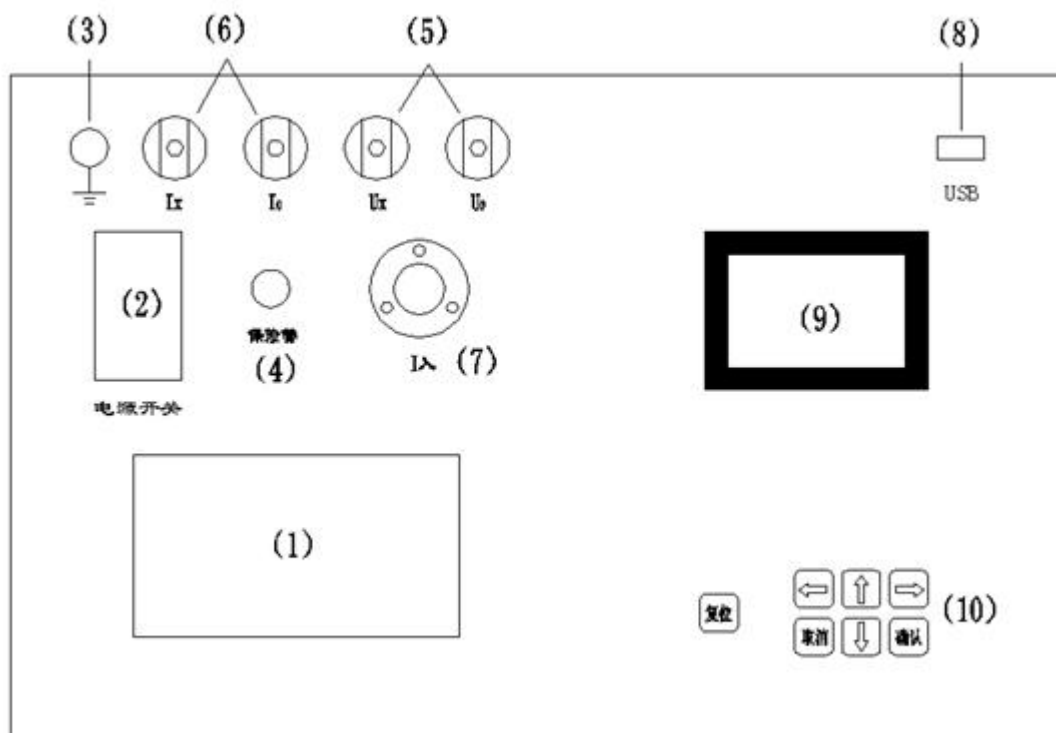 (3) (6) (5) (8)
Ix I₀ Ux U₀ USB
(2) 保险管 (9)
(4) I入 (7)
电源开关
(1)
← ↑ → (10)
复位 取消 ↓ 确认